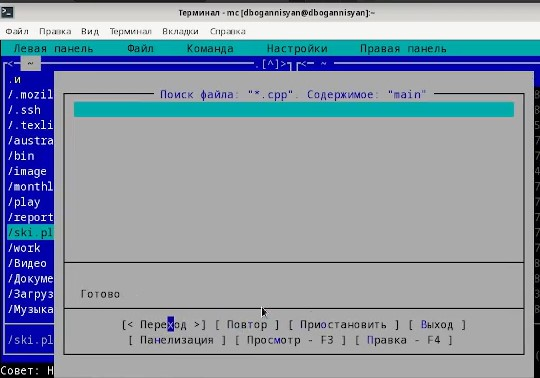 Терминал - mc [dbogannisyan@dbogannisyan]:~
Файл Правка Вид Терминал Вкладки Справка
Левая панель Файл Команда Настройки Правая панель
<─ ~ .[^]>┐┌<─ ~
.и
/.mozil
/.ssh
/.texli
/austra
/bin
/image
/monthl
/play
/report
/ski.pl
/work
/Видео
/Докуме
/Загруз
/Музыка
/ski.pl
Совет: Н
Поиск файла: "*.cpp". Содержимое: "main"
Готово
[< Переход >] [ Повтор ] [ Приостановить ] [ Выход ]
[ Панелизация ] [ Просмотр - F3 ] [ Правка - F4 ]